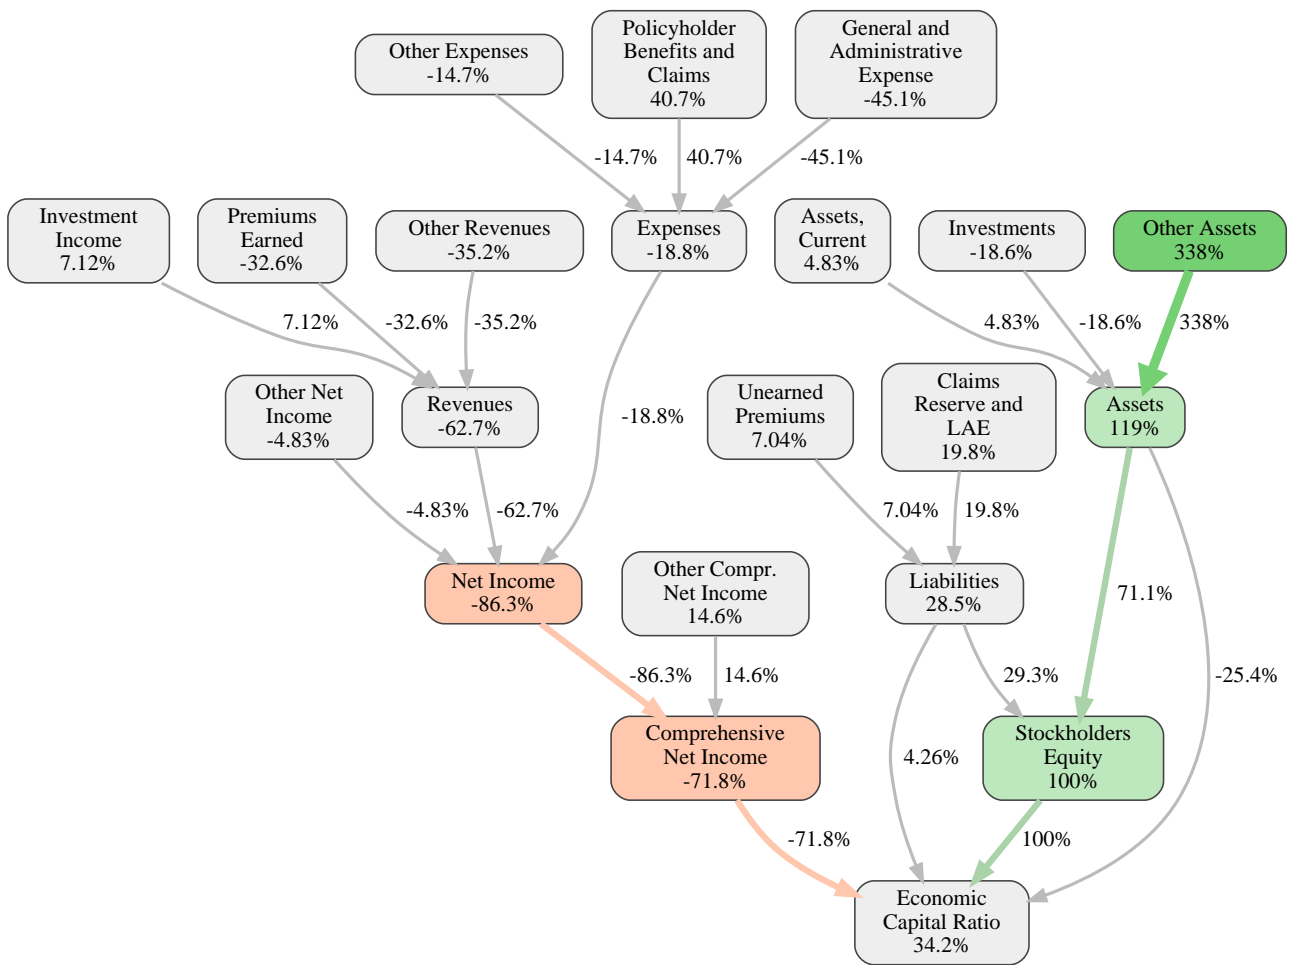 Other Expenses
-14.7%
Policyholder
Benefits and
Claims
40.7%
General and
Administrative
Expense
-45.1%
-14.7%
40.7%
-45.1%
Investment
Income
7.12%
Premiums
Earned
-32.6%
Other Revenues
-35.2%
Expenses
-18.8%
Assets,
Current
4.83%
Investments
-18.6%
Other Assets
338%
7.12%
-32.6%
-35.2%
4.83%
-18.6%
338%
Other Net
Income
-4.83%
Revenues
-62.7%
-18.8%
Unearned
Premiums
7.04%
Claims
Reserve and
LAE
19.8%
Assets
119%
-4.83%
-62.7%
7.04%
19.8%
Net Income
-86.3%
Other Compr.
Net Income
14.6%
Liabilities
28.5%
71.1%
-86.3%
14.6%
29.3%
-25.4%
Comprehensive
Net Income
-71.8%
4.26%
Stockholders
Equity
100%
-71.8%
100%
Economic
Capital Ratio
34.2%